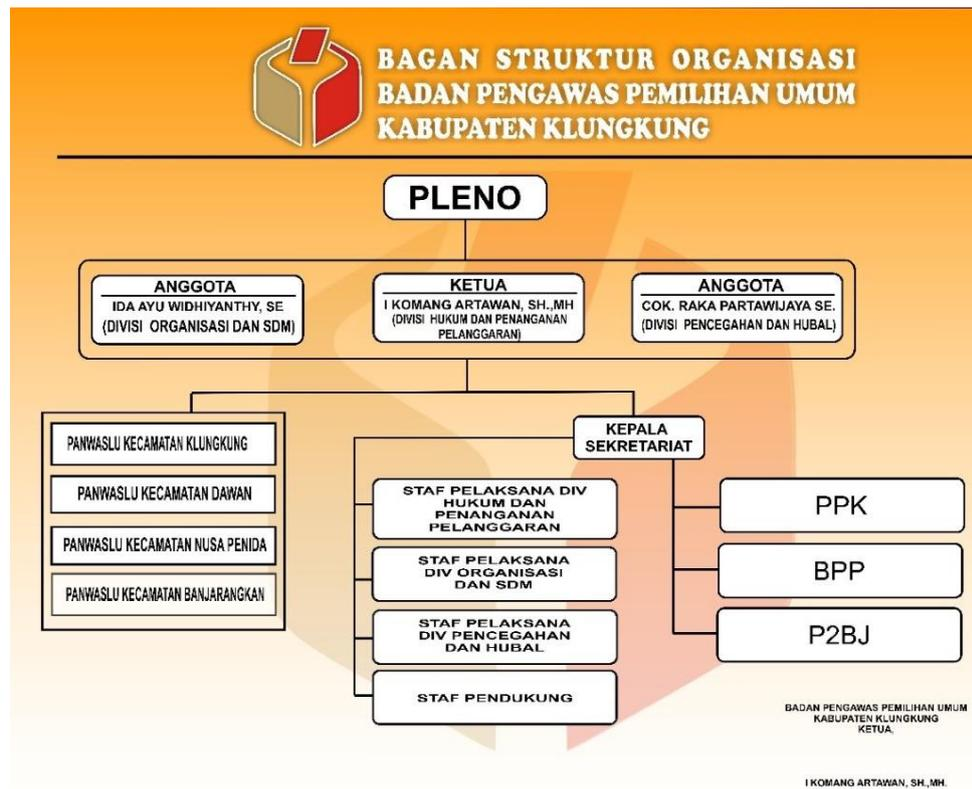 BAGAN STRUKTUR ORGANISASI
BADAN PENGAWAS PEMILIHAN UMUM
KABUPATEN KLUNGKUNG
PLENO
ANGGOTA
IDA AYU WIDHIYANTHY, SE
(DIVISI ORGANISASI DAN SDM)
KETUA
I KOMANG ARTAWAN, SH.,MH
(DIVISI HUKUM DAN PENANGANAN
PELANGGARAN)
ANGGOTA
COK. RAKA PARTAWIJAYA SE.
(DIVISI PENCEGAHAN DAN HUBAL)
PANWASLU KECAMATAN KLUNGKUNG
PANWASLU KECAMATAN DAWAN
PANWASLU KECAMATAN NUSA PENIDA
PANWASLU KECAMATAN BANJARANGKAN
KEPALA
SEKRETARIAT
STAF PELAKSANA DIV
HUKUM DAN
PENANGANAN
PELANGGARAN
STAF PELAKSANA
DIV ORGANISASI
DAN SDM
STAF PELAKSANA
DIV PENCEGAHAN
DAN HUBAL
STAF PENDUKUNG
PPK
BPP
P2BJ
BADAN PENGAWAS PEMILIHAN UMUM
KABUPATEN KLUNGKUNG
KETUA,
I KOMANG ARTAWAN, SH.,MH.